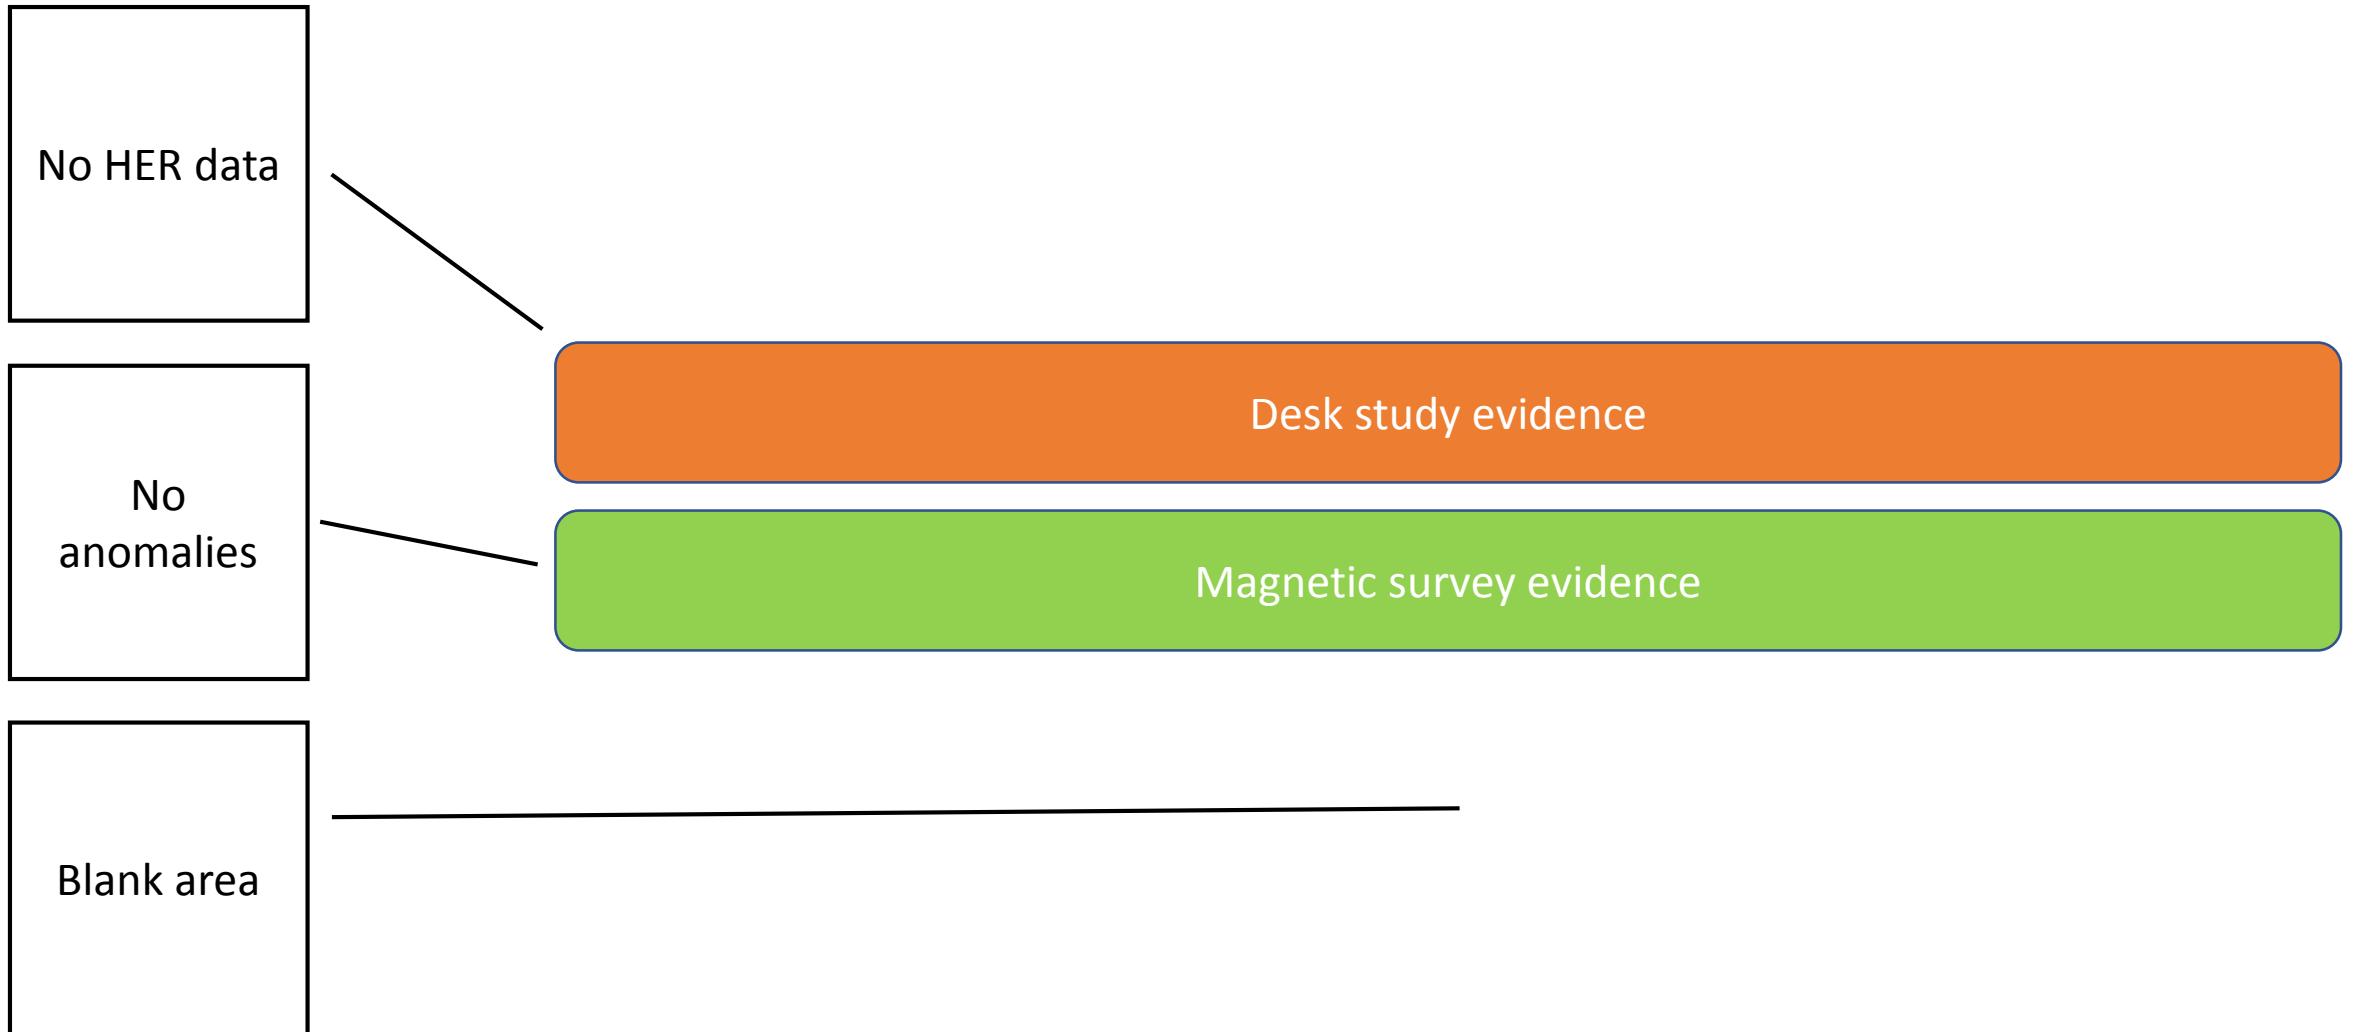 No HER data
Desk study evidence
No
anomalies
Magnetic survey evidence
Blank area